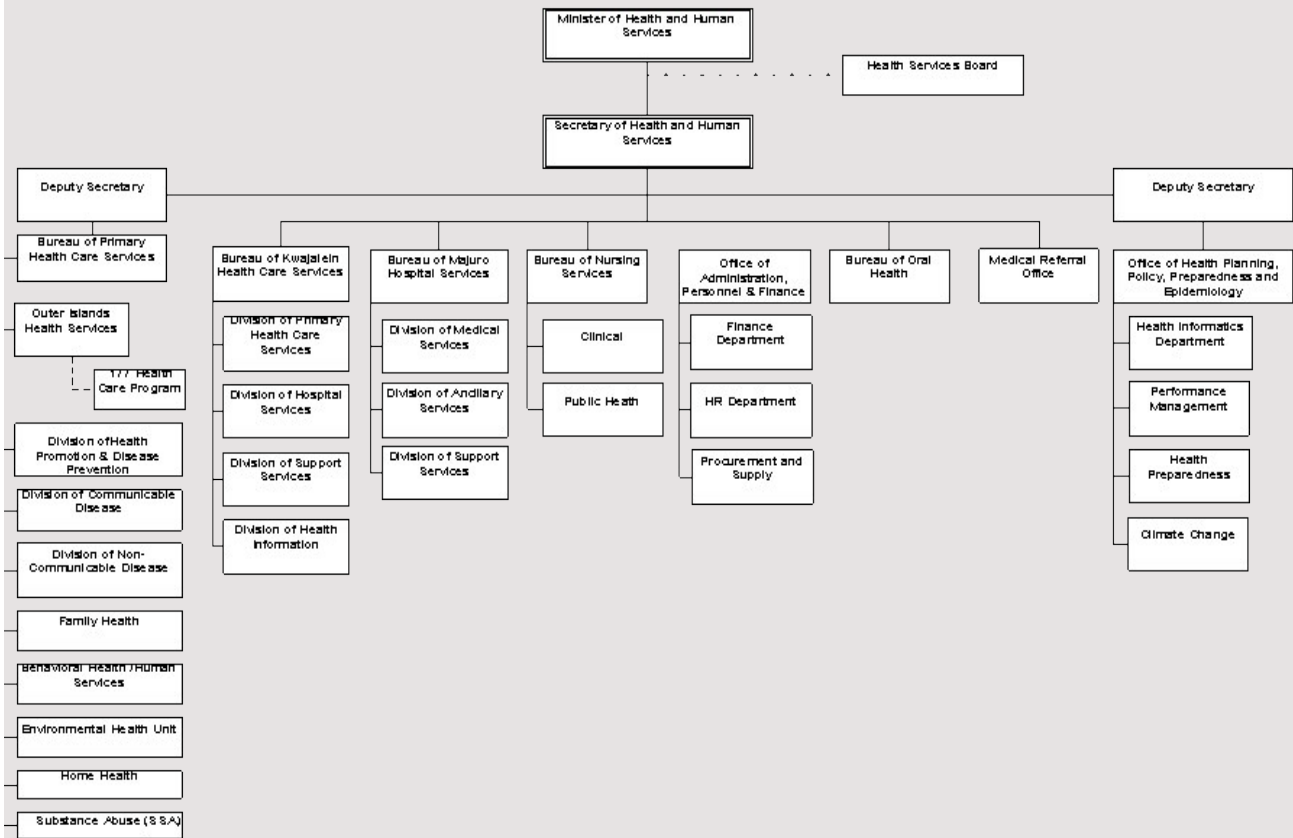 Minister of Health and Human
Services
Health Services Board
Secretary of Health and Human
Services
Deputy Secretary
Deputy Secretary
Bureau of Primary
Health Care Services
Bureau of Kwajalein
Health Care Services
Bureau of Majuro
Hospital Services
Bureau of Nursing
Services
Office of
Administration,
Personnel & Finance
Bureau of Oral
Health
Medical Referral
Office
Office of Health Planning,
Policy, Preparedness and
Epidemiology
Outer Islands
Health Services
177 Health
Care Program
Division of Health
Promotion & Disease
Prevention
Division of Communicable
Disease
Division of Non-
Communicable Disease
Family Health
Behavioral Health /Human
Services
Environmental Health Unit
Home Health
Substance Abuse (SSA)
Division of Primary
Health Care
Services
Division of Hospital
Services
Division of Support
Services
Division of Health
Information
Division of Medical
Services
Division of Ancillary
Services
Division of Support
Services
Clinical
Public Heath
Finance
Department
HR Department
Procurement and
Supply
Health Informatics
Department
Performance
Management
Health
Preparedness
Climate Change